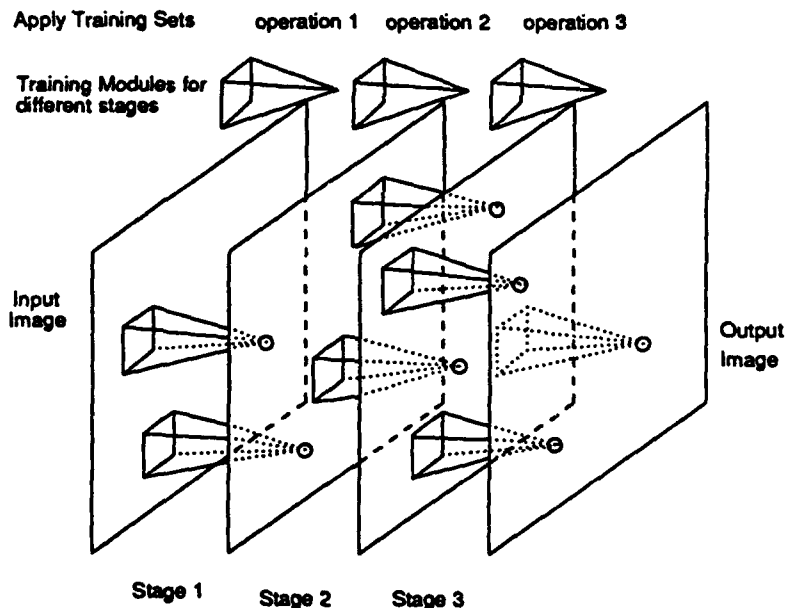 Apply Training Sets operation 1 operation 2 operation 3
Training Modules for
different stages
Input
Image
Output
Image
Stage 1
Stage 2
Stage 3